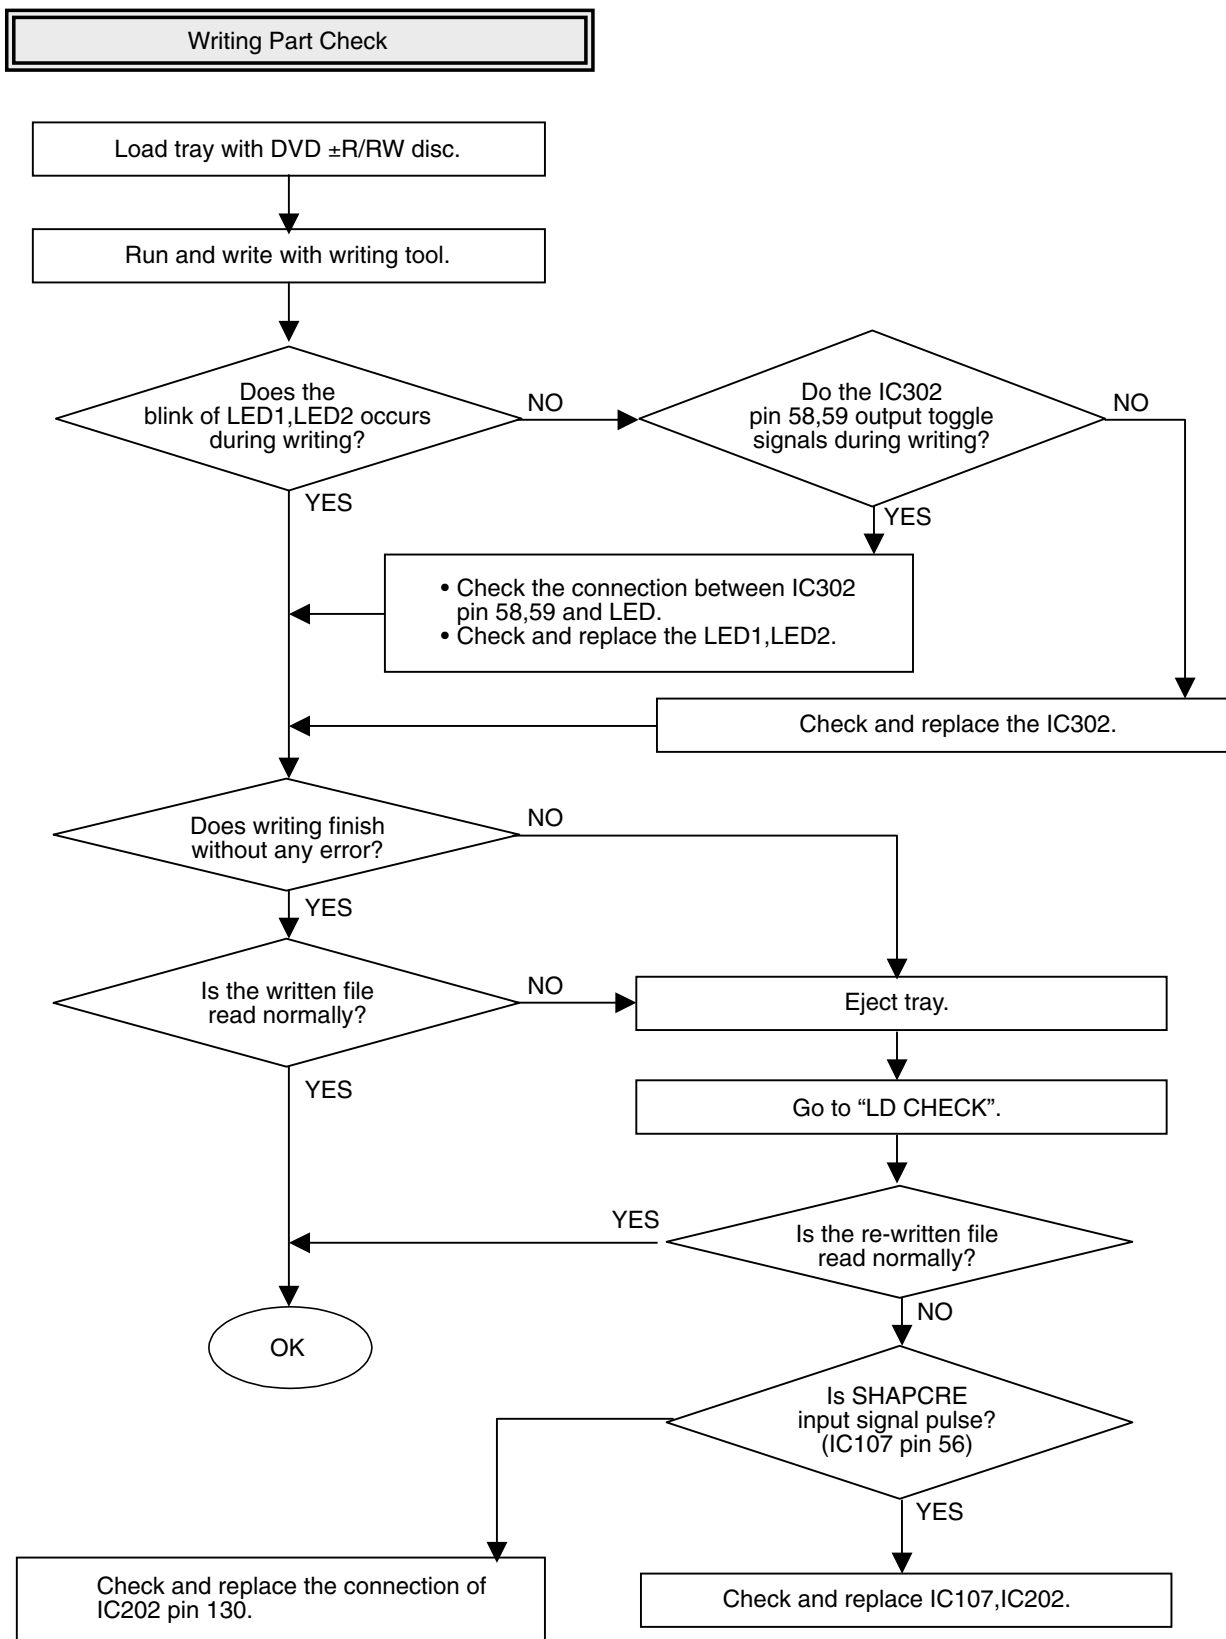 Writing Part Check
Load tray with DVD ±R/RW disc.
Run and write with writing tool.
Does the
blink of LED1,LED2 occurs
during writing?
NO
YES
Do the IC302
pin 58,59 output toggle
signals during writing?
NO
YES
• Check the connection between IC302
pin 58,59 and LED.
• Check and replace the LED1,LED2.
Check and replace the IC302.
Does writing finish
without any error?
NO
YES
Is the written file
read normally?
NO
YES
Eject tray.
Go to “LD CHECK”.
Is the re-written file
read normally?
YES
NO
OK
Is SHAPCRE
input signal pulse?
(IC107 pin 56)
YES
Check and replace the connection of
IC202 pin 130.
Check and replace IC107,IC202.